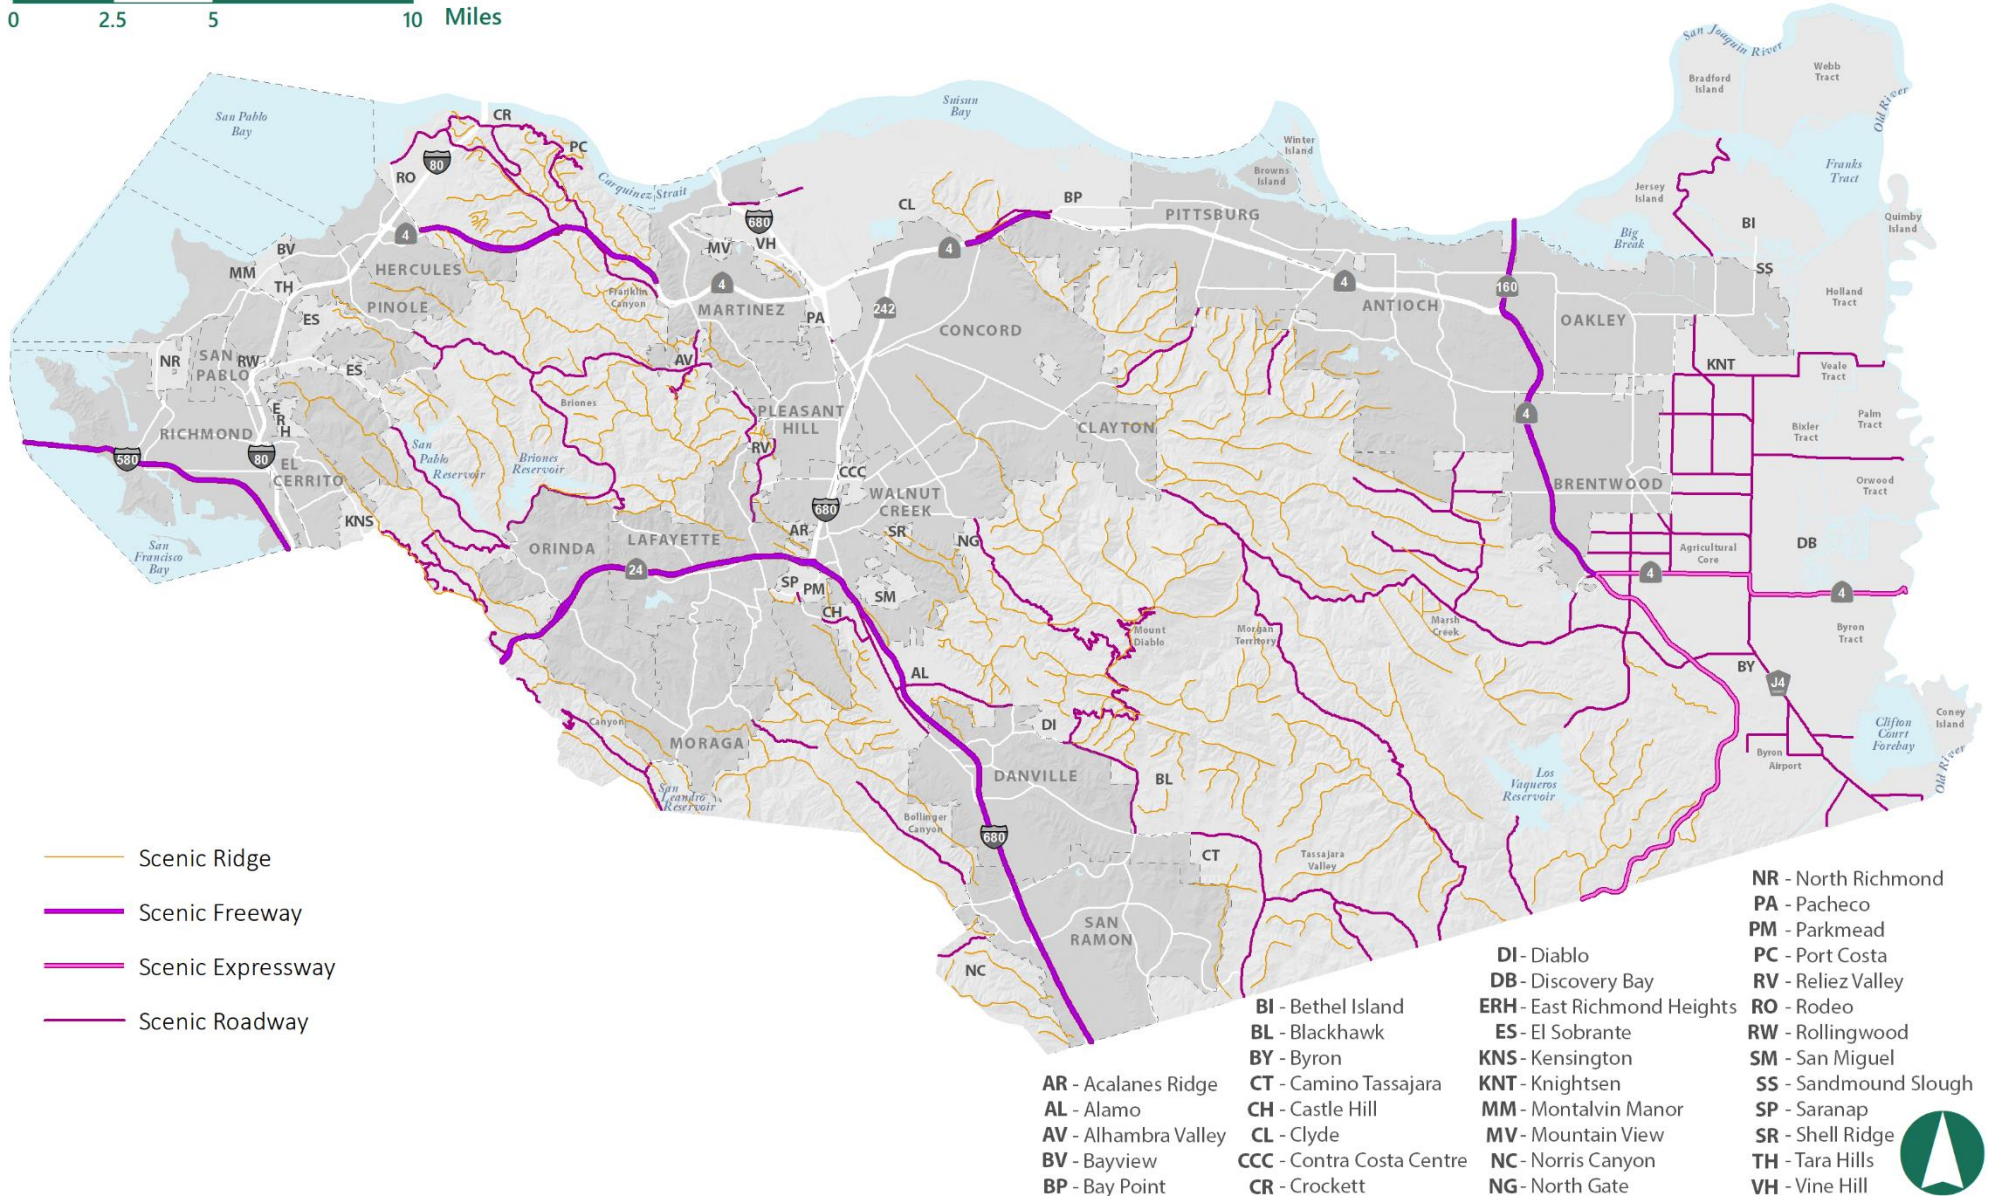 0 2.5 5 10 Miles
San Joaquin River
Bradford
Island
Webb
Tract
Old River
San Pablo
Bay
Suisun
Bay
CR
PC
80
RO
Carquinez Strait
Winter
Island
Browns
Island
Franks
Tract
Jersey
Island
Quimby
Island
BI
Big
Break
SS
CL
BP
PITTSBURG
680
MV
VH
4
4
HERCULES
BV
MM
TH
PINOLE
ES
Franklin
Canyon
4
MARTINEZ
PA
242
CONCORD
4
ANTIOCH
160
OAKLEY
Holland
Tract
NR
SAN
PABLO
RW
ES
AV
KNT
Veale
Tract
Briones
E
R
H
RICHMOND
PLEASANT
HILL
CLAYTON
4
Bixler
Tract
Palm
Tract
580
80
EL
CERRITO
San
Pablo
Reservoir
Briones
Reservoir
RV
CCC
WALNUT
CREEK
BRENTWOOD
Orwood
Tract
680
KNS
San
Francisco
Bay
ORINDA
LAFAYETTE
AR
SR
NG
Agricultural
Core
DB
24
SP
PM
SM
CH
4
4
Mount
Diablo
Morgan
Territory
Marsh
Creek
Byron
Tract
AL
BY
J4
Canyon
MORAGA
DI
Clifton
Court
Forebay
Coney
Island
Old River
Byron
Airport
San
Leandro
Reservoir
DANVILLE
BL
Los
Vaqueros
Reservoir
Bollinger
Canyon
680
CT
Tassajara
Valley
SAN
RAMON
NC
Scenic Ridge
Scenic Freeway
Scenic Expressway
Scenic Roadway
AR - Acalanes Ridge
AL - Alamo
AV - Alhambra Valley
BV - Bayview
BP - Bay Point
BI - Bethel Island
BL - Blackhawk
BY - Byron
CT - Camino Tassajara
CH - Castle Hill
CL - Clyde
CCC - Contra Costa Centre
CR - Crockett
DI - Diablo
DB - Discovery Bay
ERH - East Richmond Heights
ES - El Sobrante
KNS - Kensington
KNT - Knightsen
MM - Montalvin Manor
MV - Mountain View
NC - Norris Canyon
NG - North Gate
NR - North Richmond
PA - Pacheco
PM - Parkmead
PC - Port Costa
RV - Reliez Valley
RO - Rodeo
RW - Rollingwood
SM - San Miguel
SS - Sandmound Slough
SP - Saranap
SR - Shell Ridge
TH - Tara Hills
VH - Vine Hill